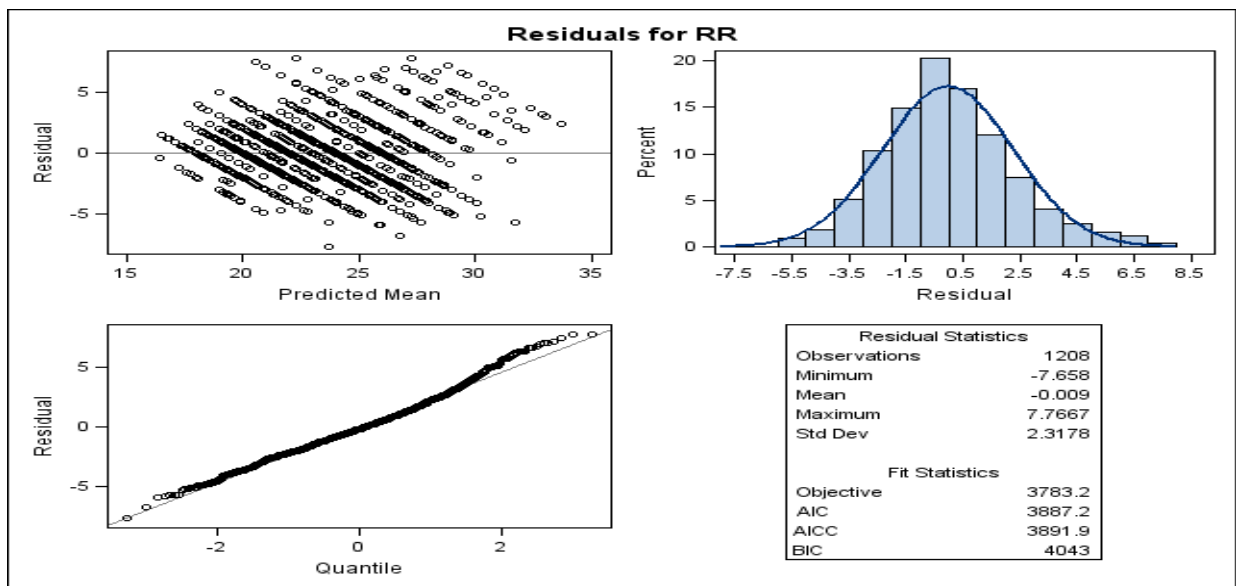 Residuals for RR
5
0
-5
Residual
15 20 25 30 35
Predicted Mean
20
15
10
5
0
Percent
-7.5 -5.5 -3.5 -1.5 0.5 2.5 4.5 6.5 8.5
Residual
5
0
-5
Residual
-2 0 2
Quantile
Residual Statistics
Observations 1208
Minimum -7.658
Mean -0.009
Maximum 7.7667
Std Dev 2.3178
Fit Statistics
Objective 3783.2
AIC 3887.2
AICC 3891.9
BIC 4043